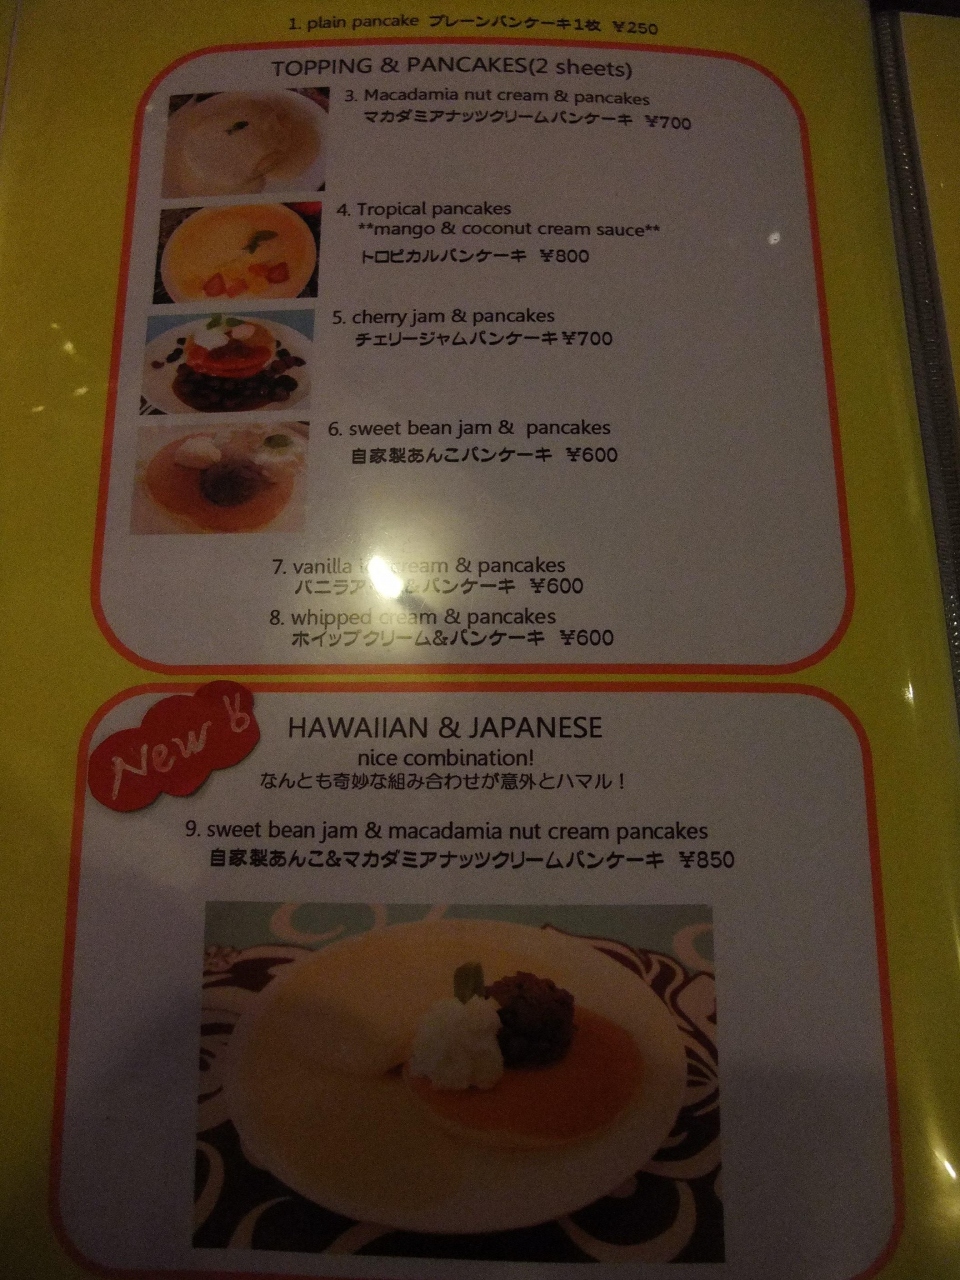 1. plain pancake プレーンパンケーキ1枚 ¥250
TOPPING & PANCAKES(2 sheets)
3. Macadamia nut cream & pancakes
マカダミアナッツクリームパンケーキ ¥700
4. Tropical pancakes
**mango & coconut cream sauce**
トロピカルパンケーキ ¥800
5. cherry jam & pancakes
チェリージャムパンケーキ¥700
6. sweet bean jam & pancakes
自家製あんこパンケーキ ¥600
7. vanilla ice cream & pancakes
バニラア &パンケーキ ¥600
8. whipped cream & pancakes
ホイップクリーム&パンケーキ ¥600
New
HAWAIIAN & JAPANESE
nice combination!
なんとも奇妙な組み合わせが意外とハマル！
9. sweet bean jam & macadamia nut cream pancakes
自家製あんこ&マカダミアナッツクリームパンケーキ ¥850